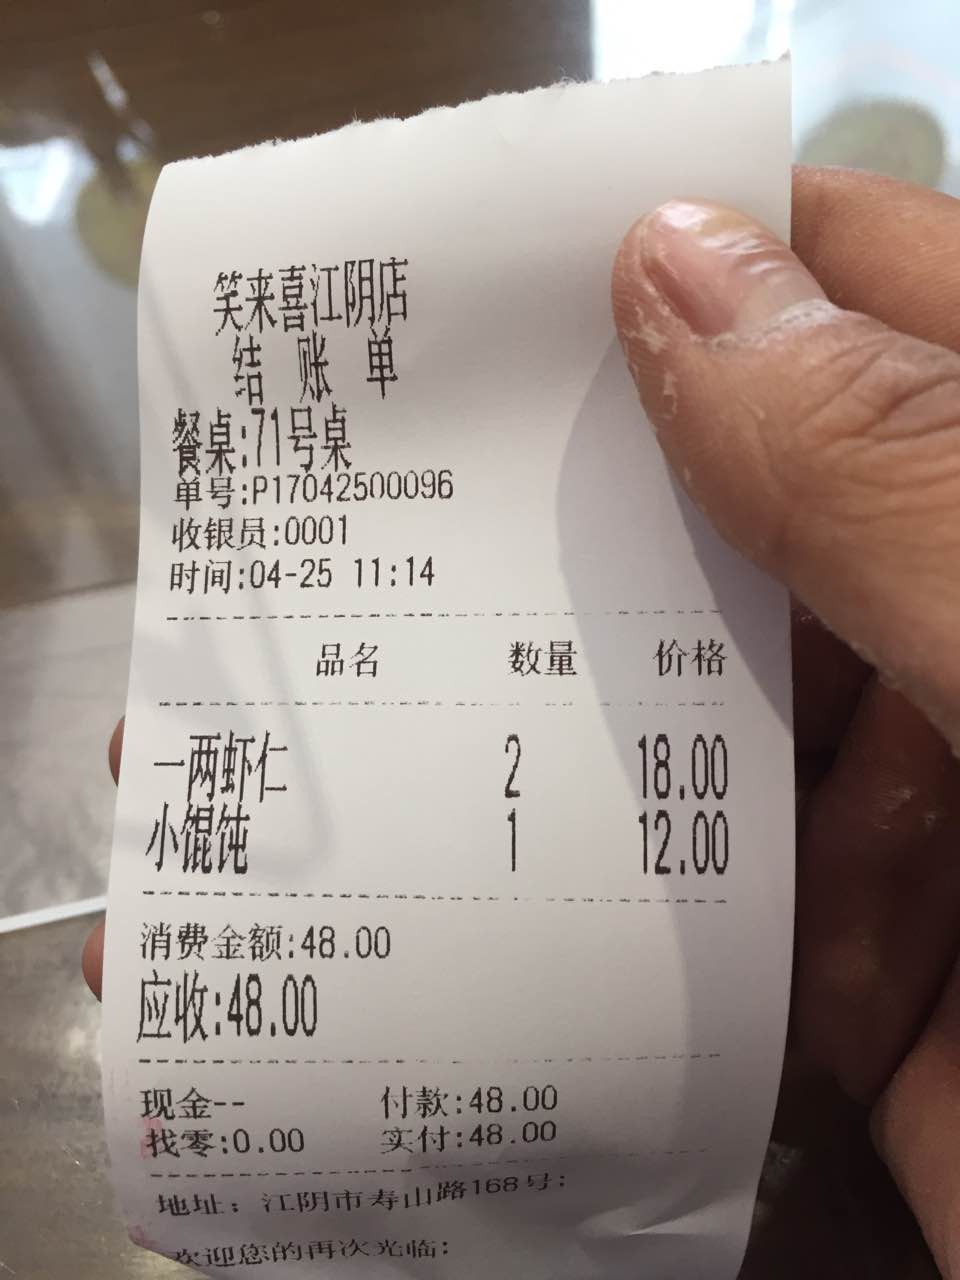 笑来喜江阴店
结 账 单
餐桌:71号桌
单号:P17042500096
收银员:0001
时间:04-25 11:14
品名 数量 价格
一两虾仁 2 18.00
小馄饨 1 12.00
消费金额:48.00
应收:48.00
现金-- 付款:48.00
找零:0.00 实付:48.00
地址: 江阴市寿山路168号:
欢迎您的再次光临: